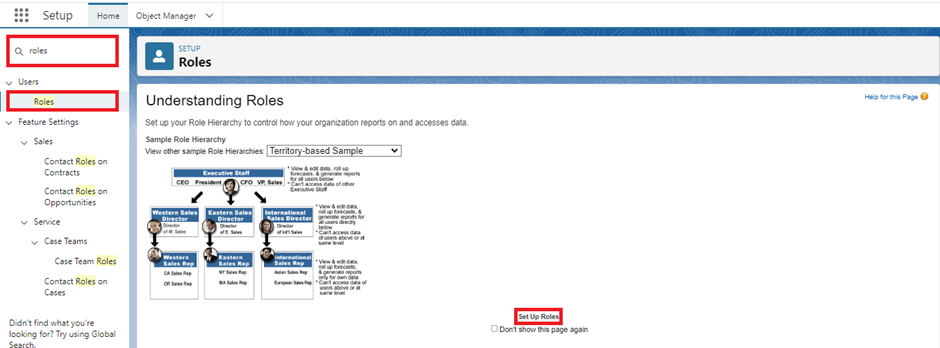 Setup
Home
Object Manager
roles
Users
Roles
Feature Settings
Sales
Contact Roles on
Contracts
Contact Roles on
Opportunities
Service
Case Teams
Case Team Roles
Contact Roles on
Cases
Didn't find what you're
looking for? Try using Global
Search.
SETUP
Roles
Understanding Roles
Help for this Page
Set up your Role Hierarchy to control how your organization reports on and accesses data.
Sample Role Hierarchy
View other sample Role Hierarchies: Territory-based Sample
Executive Staff
CEO President CFO VP, Sales
* View & edit data, roll up
forecasts, & generate reports
for all users below
* Can't access data of other
Executive Staff
Western Sales
Director
Director
of W. Sales
Eastern Sales
Director
Director
of E. Sales
International
Sales Director
Director
of Int'l Sales
* View & edit data,
roll up forecasts, &
generate reports for
all users directly
below
* Can't access data of
users above or at
same level
Western
Sales Rep
CA Sales Rep
OR Sales Rep
Eastern
Sales Rep
NY Sales Rep
MA Sales Rep
International
Sales Rep
Asian Sales Rep
European Sales Rep
* View & edit data,
roll up forecasts,
& generate reports
only for own data
* Can't access data of
users above or at
same level
Set Up Roles
Don't show this page again